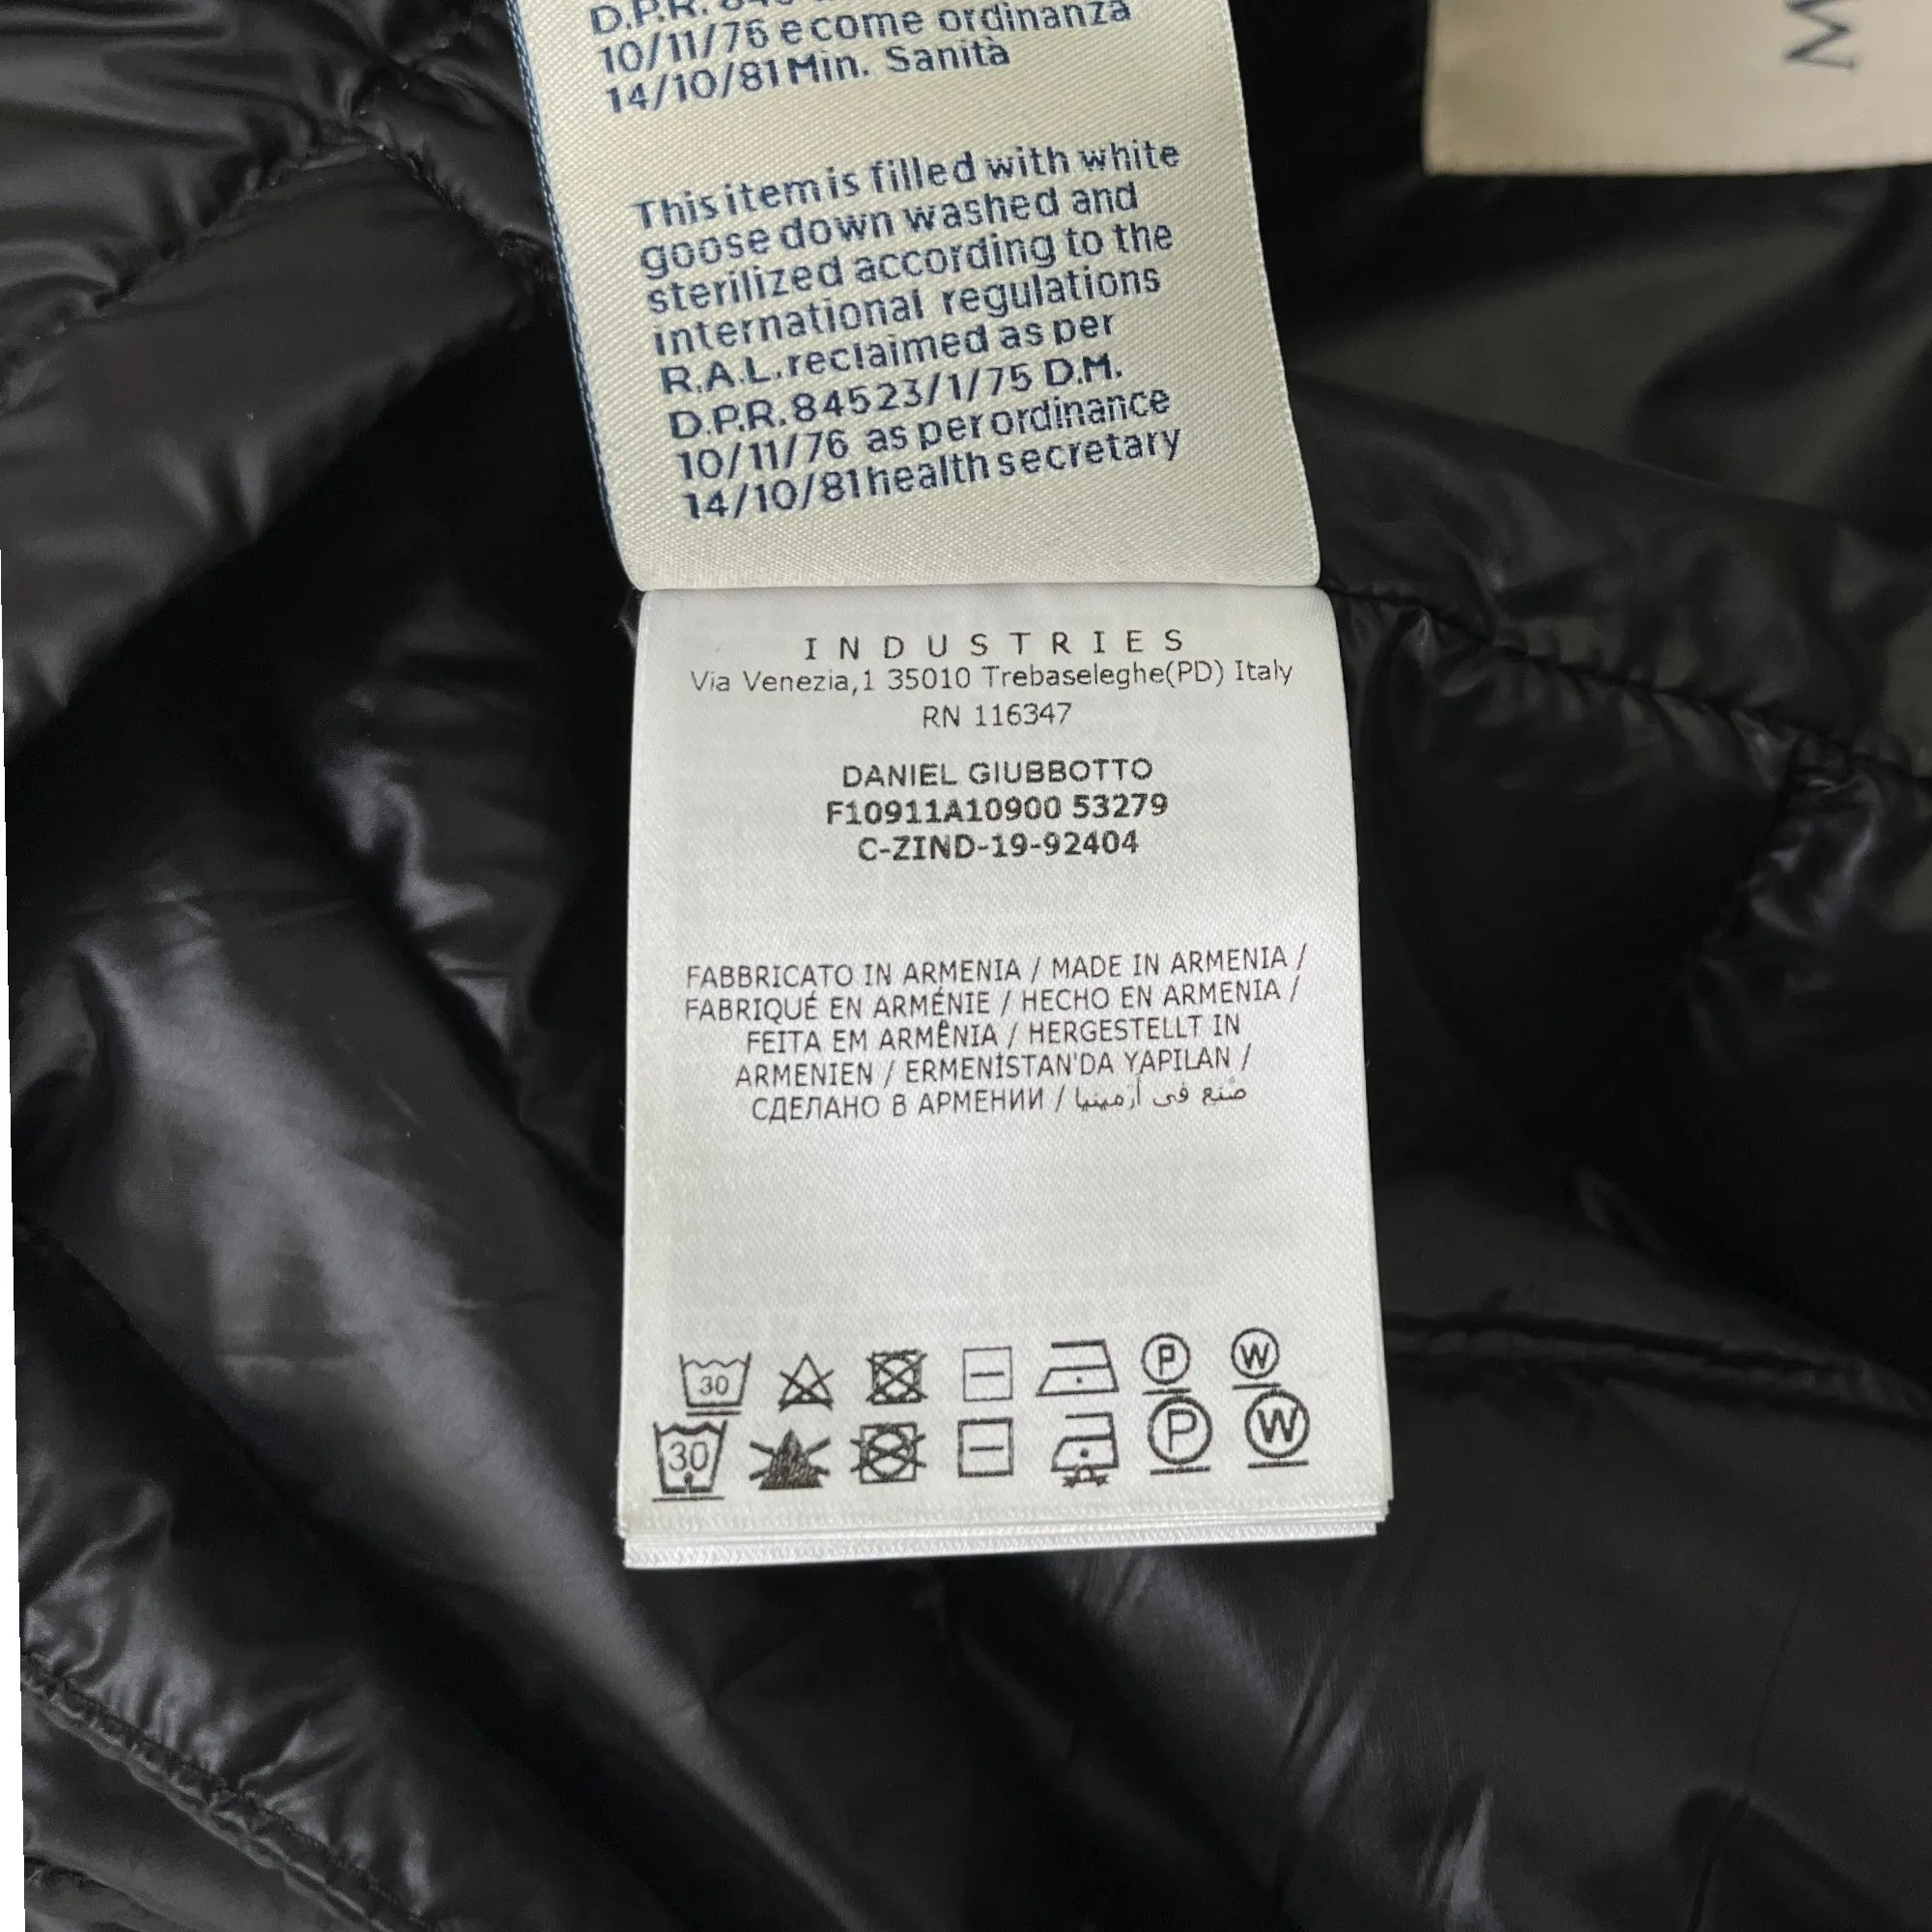 10/11/76 e come ordinanza
14/10/81 Min. Sanità
This item is filled with white
goose down washed and
sterilized according to the
international regulations
R.A.L. reclaimed as per
D.P.R. 84523/1/75 D.M.
10/11/76 as per ordinance
14/10/81 health secretary
M
INDUSTRIES
Via Venezia,1 35010 Trebaseleghe(PD) Italy
RN 116347
DANIEL GIUBBOTTO
F10911A10900 53279
C-ZIND-19-92404
FABBRICATO IN ARMENIA / MADE IN ARMENIA /
FABRIQUÉ EN ARMÉNIE / HECHO EN ARMENIA /
FEITA EM ARMÊNIA / HERGESTELLT IN
ARMENIEN / ERMENİSTAN'DA YAPILAN /
СДЕЛАНО В АРМЕНИИ / صُنع في أرمينيا
30 P W
30 P W